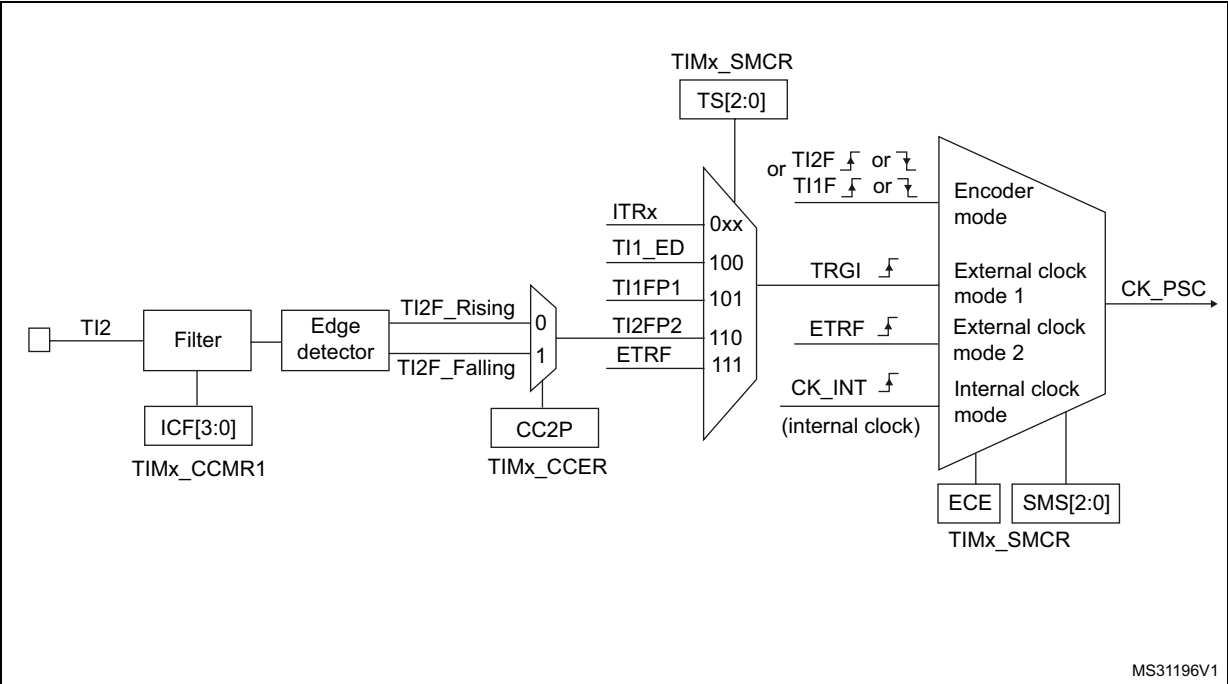 TIMx_SMCR
TS[2:0]
or TI2F or
TI1F or
Encoder
mode
ITRx
0xx
TI1_ED
100
TRGI
External clock
mode 1
CK_PSC
TI1FP1
101
TI2F_Rising
0
TI2
Filter
Edge
detector
TI2FP2
110
ETRF
External clock
mode 2
TI2F_Falling
1
ETRF
111
CK_INT
(internal clock)
Internal clock
mode
ICF[3:0]
TIMx_CCMR1
CC2P
TIMx_CCER
ECE
SMS[2:0]
TIMx_SMCR
MS31196V1